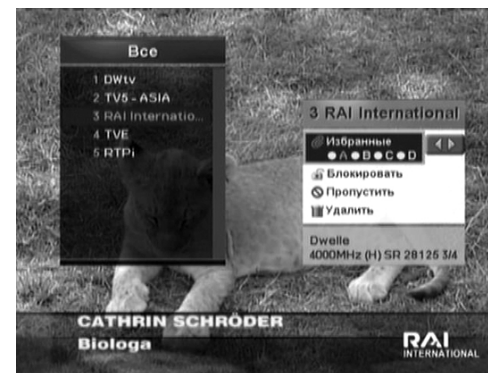 Все
1 DWtv
2 TV5 - ASIA
3 RAI Internatio...
4 TVE
5 RTPi
3 RAI International
Избранные
A B C D
Блокировать
Пропустить
Удалить
Dwelle
4000MHz (H) SR 28125 3/4
CATHRIN SCHRÖDER
Biologa
RAI
INTERNATIONAL